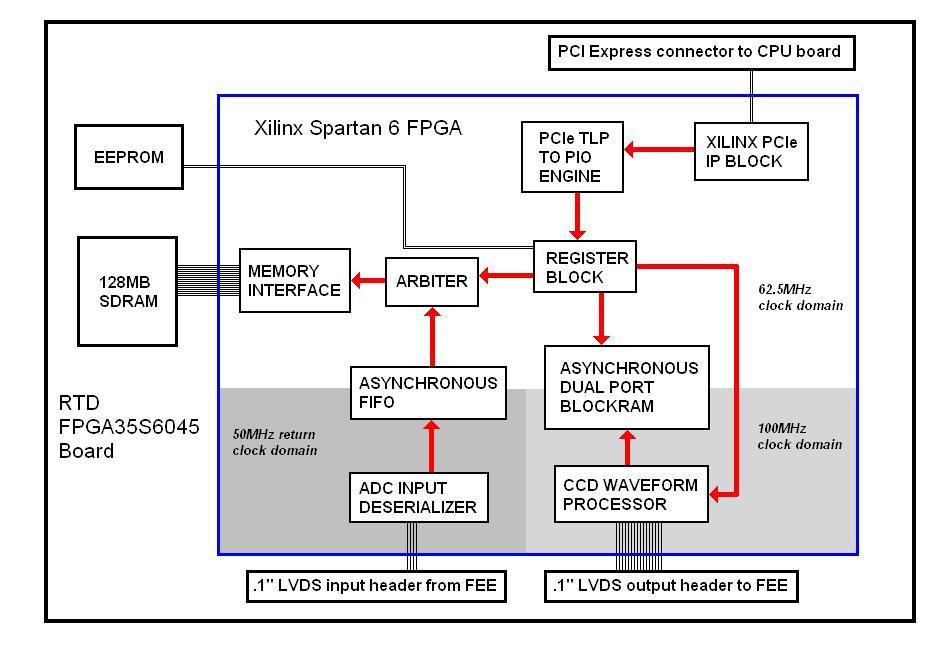 PCI Express connector to CPU board
Xilinx Spartan 6 FPGA
EEPROM
PCIe TLP
TO PIO
ENGINE
XILINX PCIe
IP BLOCK
128MB
SDRAM
MEMORY
INTERFACE
ARBITER
REGISTER
BLOCK
62.5MHz
clock domain
RTD
FPGA35S6045
Board
ASYNCHRONOUS
FIFO
ASYNCHRONOUS
DUAL PORT
BLOCKRAM
50MHz return
clock domain
100MHz
clock domain
ADC INPUT
DESERIALIZER
CCD WAVEFORM
PROCESSOR
.1" LVDS input header from FEE
.1" LVDS output header to FEE